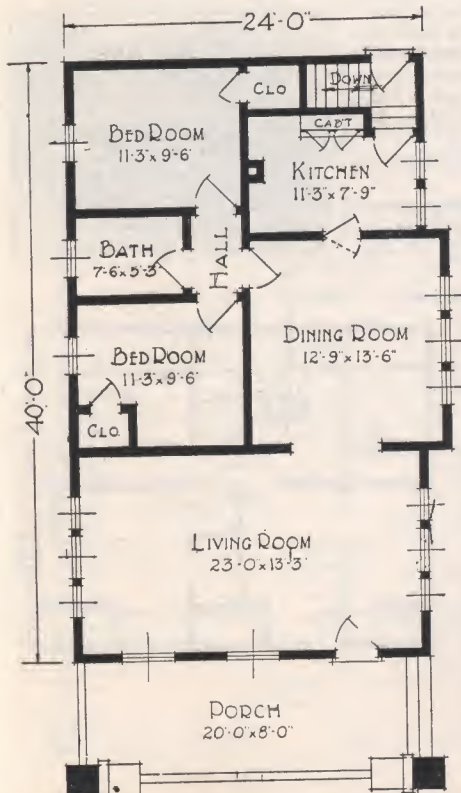 24'-0"
CLO
DOWN
CAB'T
BED ROOM
11'-3" x 9'-6"
KITCHEN
11'-3" x 7'-9"
BATH
7'-6" x 5'-3"
HALL
DINING ROOM
12'-9" x 13'-6"
BED ROOM
11'-3" x 9'-6"
CLO.
40'-0"
LIVING ROOM
23'-0" x 13'-3"
PORCH
20'-0" x 8'-0"